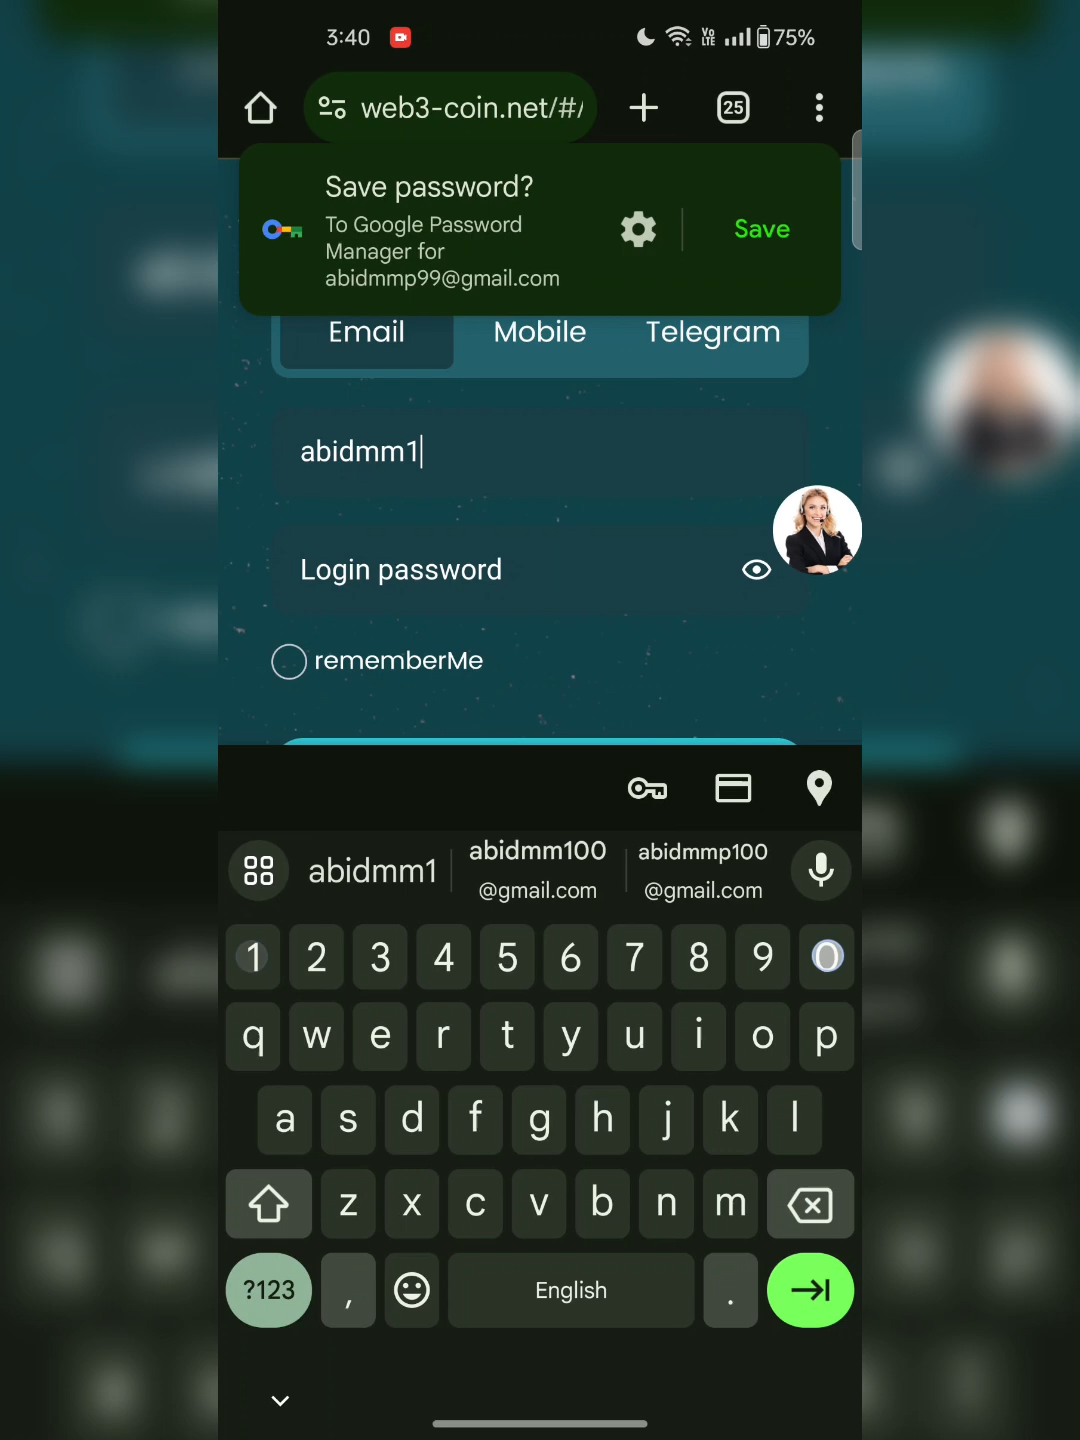 3:40
Vo LTE
75%
web3-coin.net/#/
25
Save password?
To Google Password
Manager for
abidmmp99@gmail.com
Save
Email Mobile Telegram
abidmm1
Login password
rememberMe
abidmm1
abidmm100
@gmail.com
abidmmp100
@gmail.com
1 2 3 4 5 6 7 8 9 0
q w e r t y u i o p
a s d f g h j k l
z x c v b n m
?123 , English .